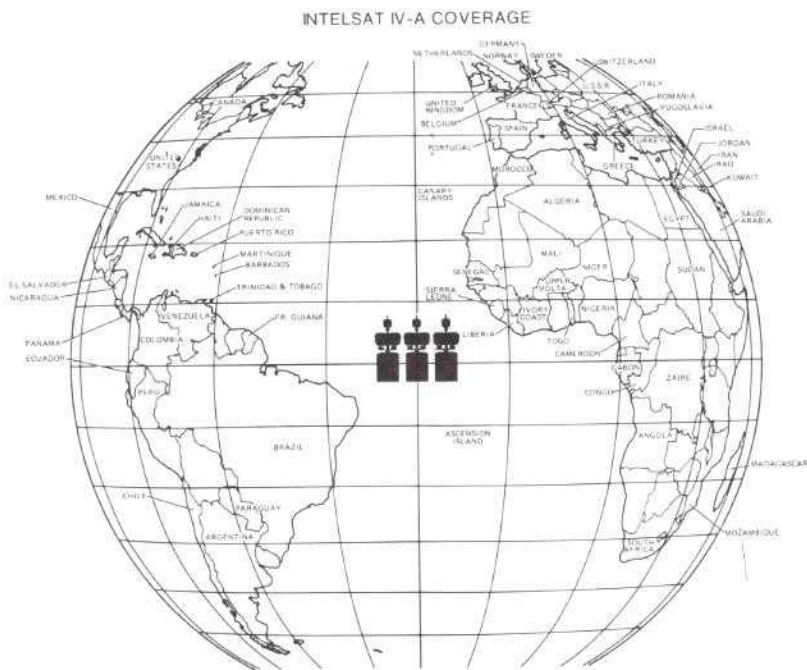 INTELSAT IV-A COVERAGE
GERMANY
NETHERLANDS
NORWAY
SWEDEN
SWITZERLAND
U.S.S.R.
ITALY
ROMANIA
YUGOSLAVIA
CANADA
UNITED
KINGDOM
BELGIUM
FRANCE
SPAIN
PORTUGAL
TURKEY
ISRAEL
JORDAN
IRAN
IRAQ
KUWAIT
UNITED
STATES
MOROCCO
GREECE
MEXICO
JAMAICA
HAITI
DOMINICAN
REPUBLIC
PUERTO RICO
CANARY
ISLANDS
ALGERIA
EGYPT
SAUDI
ARABIA
MARTINIQUE
BARBADOS
MALI
NIGER
SUDAN
EL SALVADOR
NICARAGUA
TRINIDAD & TOBAGO
SENEGAL
SIERRA
LEONE
UPPER
VOLTA
IVORY
COAST
NIGERIA
VENEZUELA
FR. GUIANA
LIBERIA
TOGO
PANAMA
COLOMBIA
CAMEROON
ECUADOR
GABON
ZAIRE
PERU
CONGO
BRAZIL
ASCENSION
ISLAND
ANGOLA
MADAGASCAR
CHILE
PARAGUAY
ARGENTINA
MOZAMBIQUE
SOUTH
AFRICA